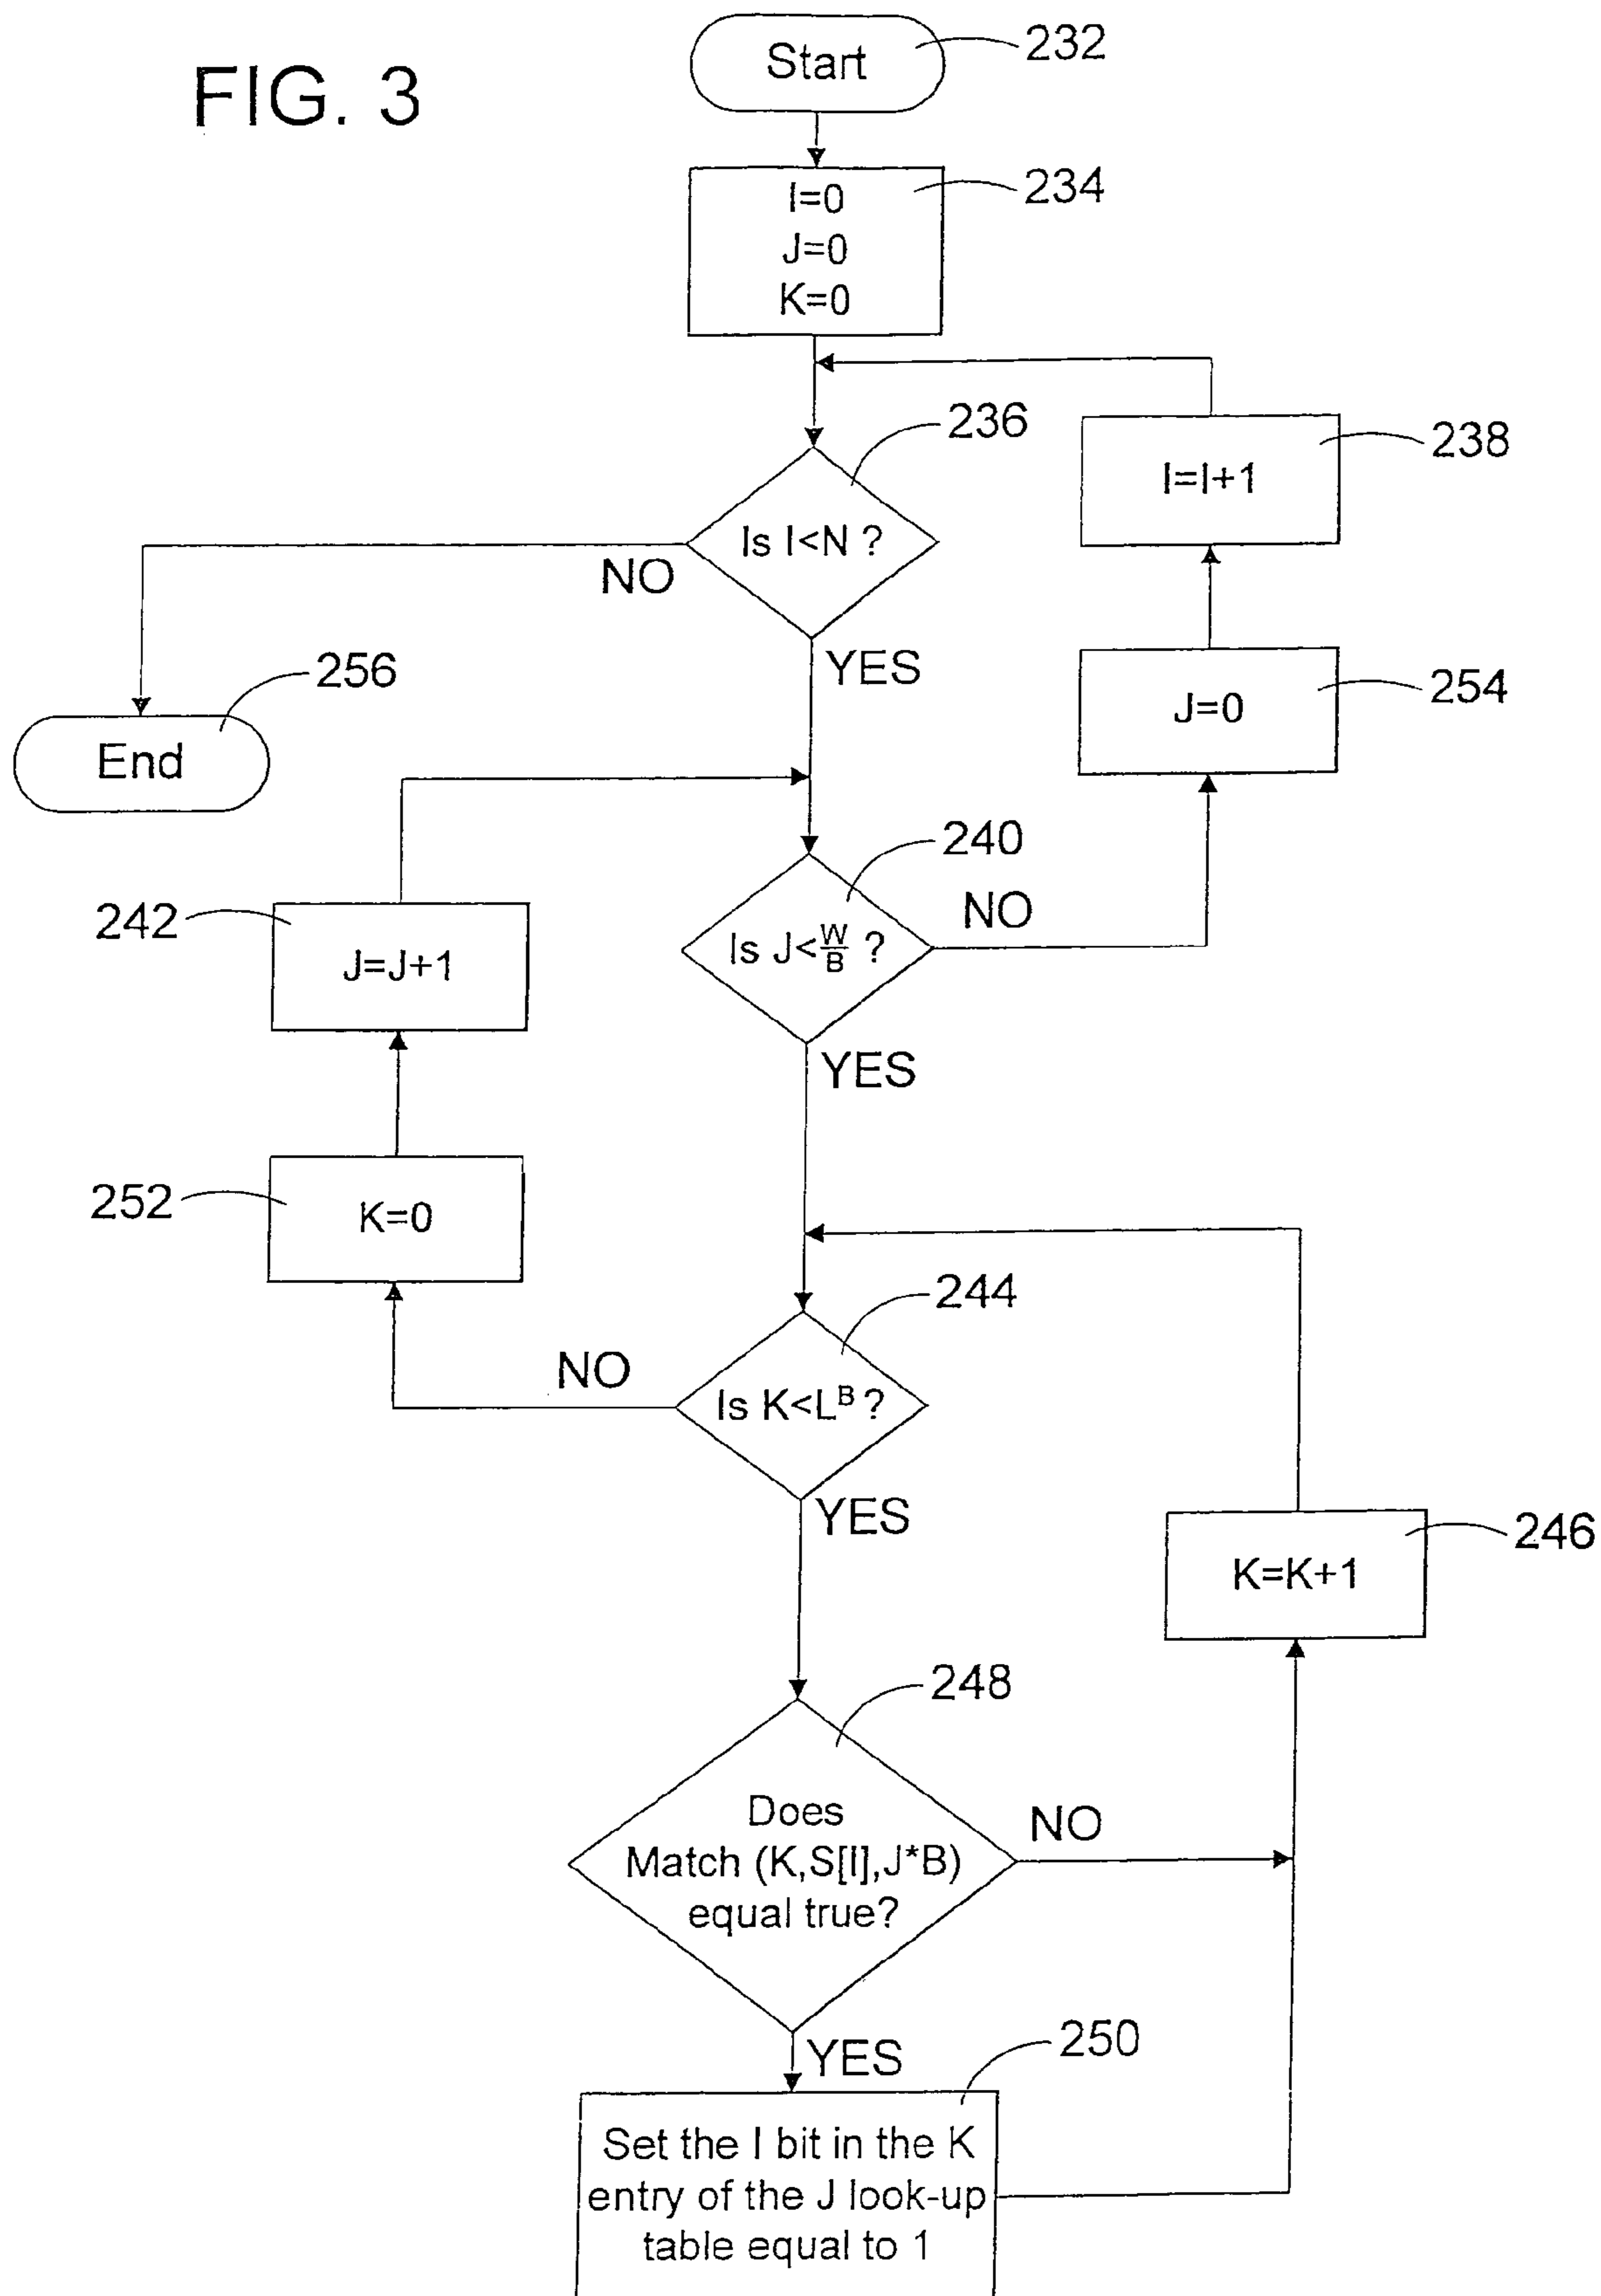 FIG. 3
Start
232
I=0
J=0
K=0
234
236
Is I<N ?
NO
YES
238
I=I+1
254
J=0
256
End
240
Is J<W/B ?
NO
YES
242
J=J+1
252
K=0
244
Is K<L^B ?
NO
YES
246
K=K+1
248
Does
Match (K,S[I],J*B)
equal true?
NO
YES
250
Set the I bit in the K
entry of the J look-up
table equal to 1